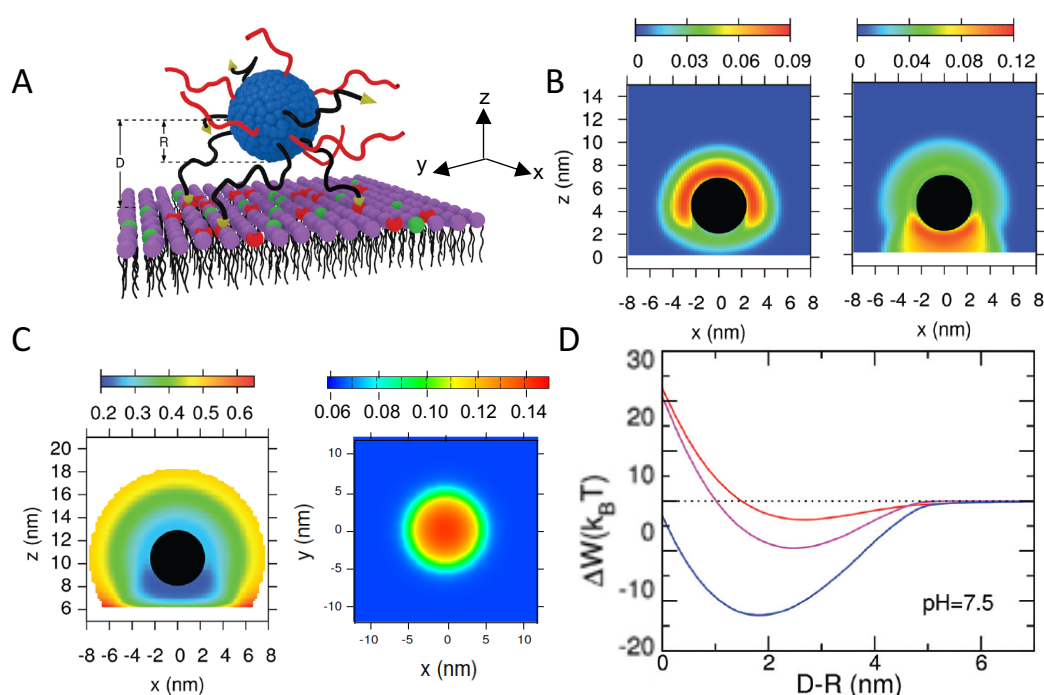 A
D
R
z
y
x
B
0 0.03 0.06 0.09
0 0.04 0.08 0.12
z (nm)
14
12
10
8
6
4
2
0
-8 -6 -4 -2 0 2 4 6 8
x (nm)
-8 -6 -4 -2 0 2 4 6 8
x (nm)
C
0.2 0.3 0.4 0.5 0.6
z (nm)
20
18
16
14
12
10
8
6
-8 -6 -4 -2 0 2 4 6 8
x (nm)
0.06 0.08 0.10 0.12 0.14
y (nm)
10
5
0
-5
-10
-10 -5 0 5 10
x (nm)
D
ΔW(kBT)
30
20
10
0
-10
-20
pH=7.5
0 2 4 6
D-R (nm)